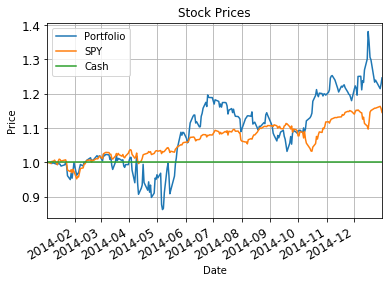 Stock Prices
Portfolio
SPY
Cash
1.4
1.3
1.2
1.1
1.0
0.9
Price
2014-02
2014-03
2014-04
2014-05
2014-06
2014-07
2014-08
2014-09
2014-10
2014-11
2014-12
Date